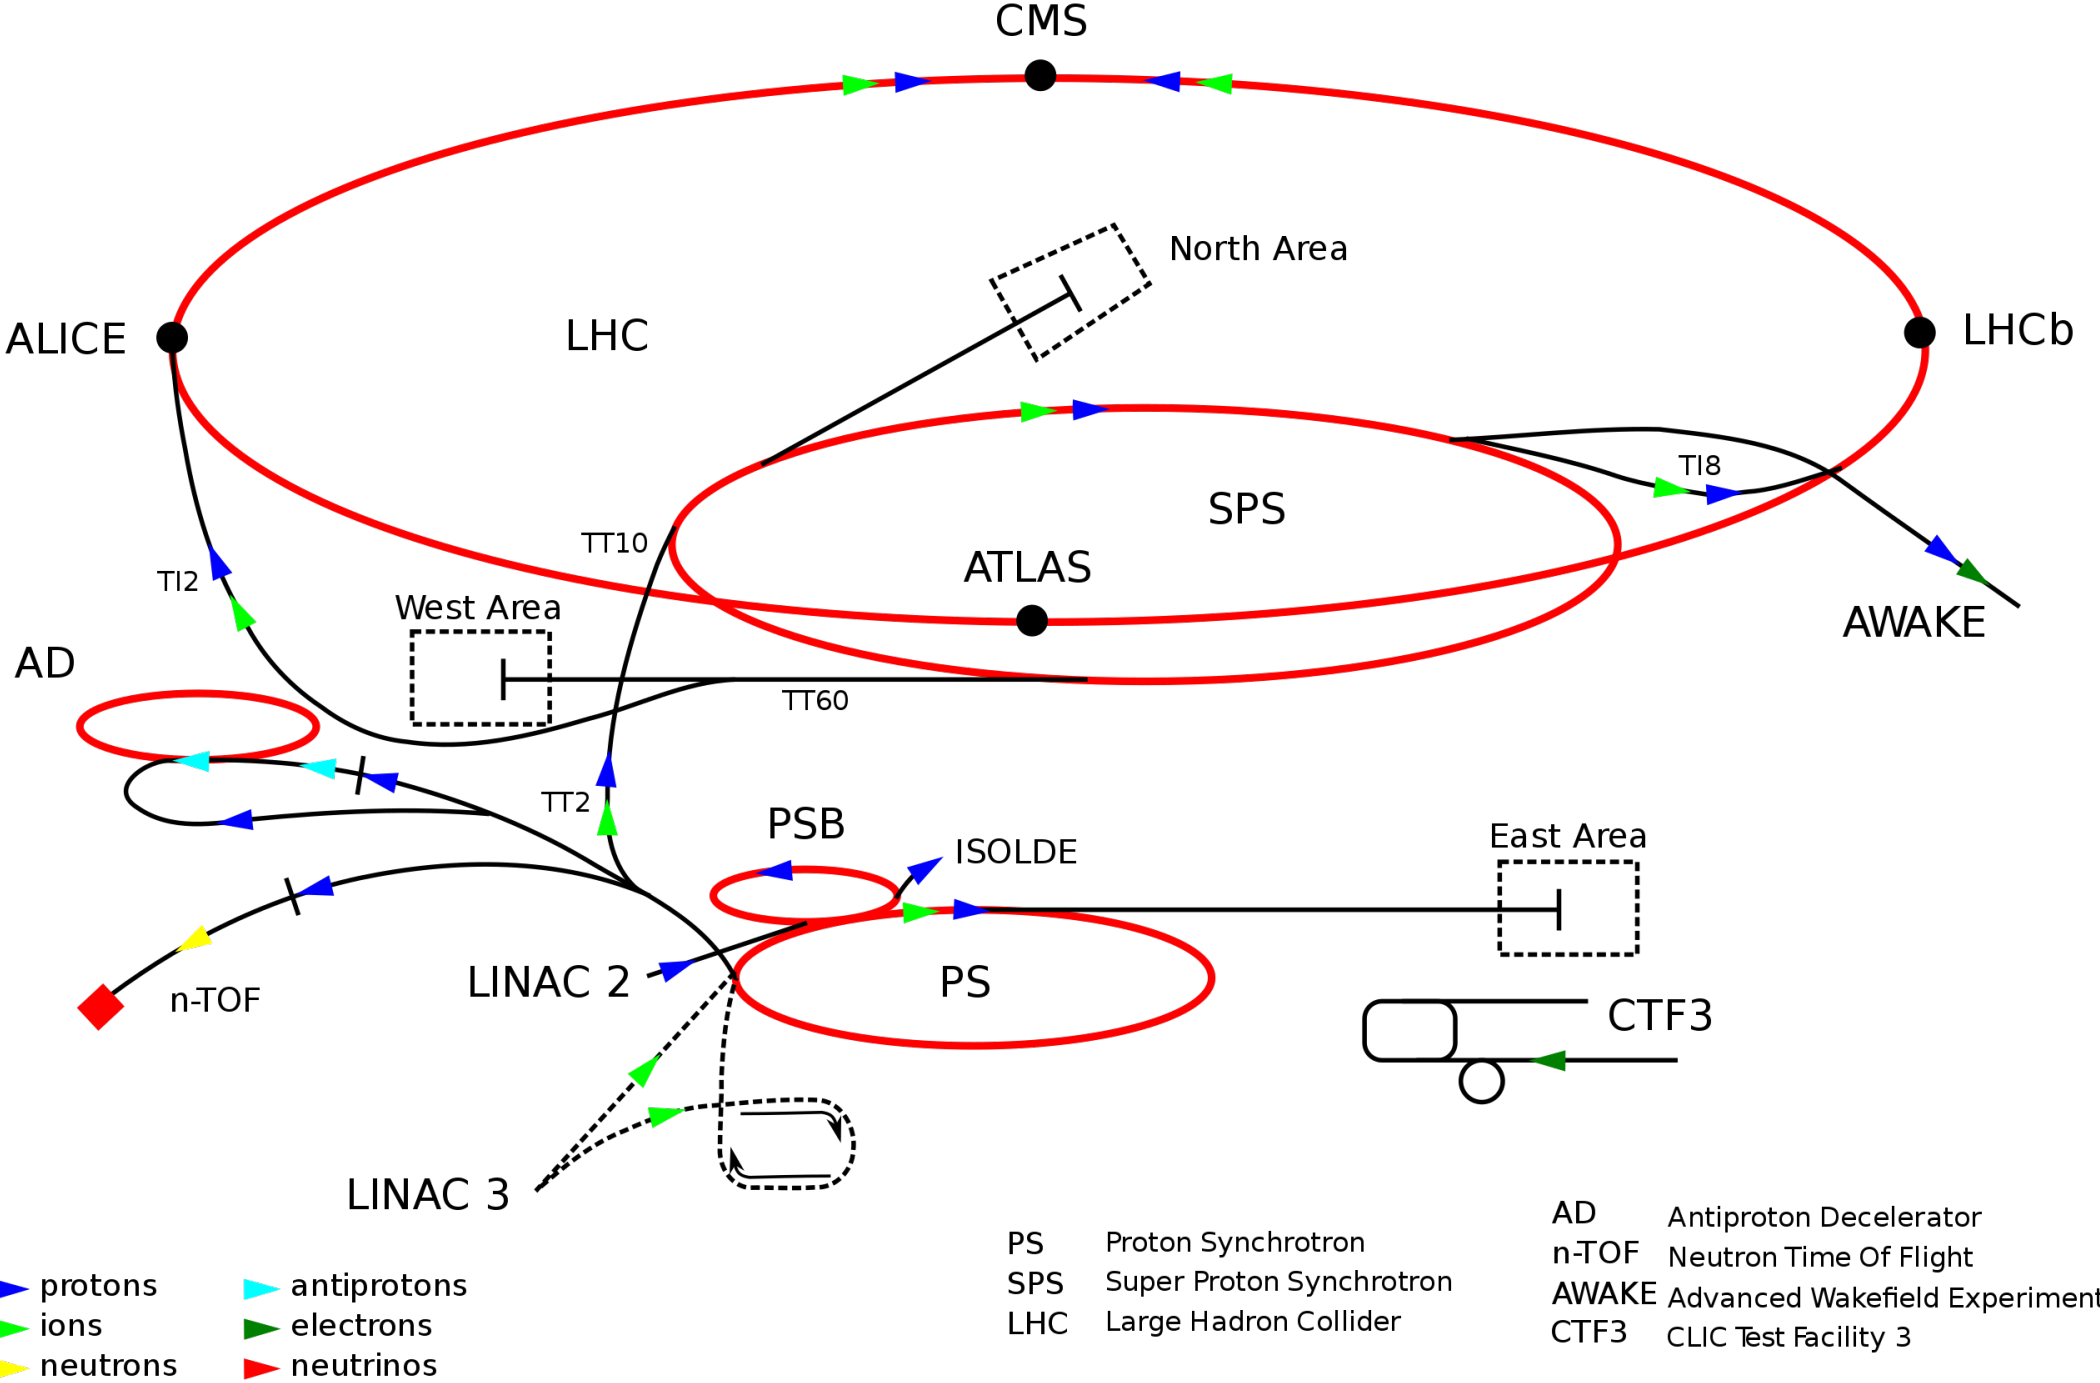 CMS
North Area
ALICE
LHC
LHCb
TI8
SPS
TT10
ATLAS
TI2
West Area
AWAKE
AD
TT60
TT2
PSB
ISOLDE
East Area
LINAC 2
PS
n-TOF
CTF3
LINAC 3
PS Proton Synchrotron
SPS Super Proton Synchrotron
LHC Large Hadron Collider
AD Antiproton Decelerator
n-TOF Neutron Time Of Flight
AWAKE Advanced Wakefield Experiment
CTF3 CLIC Test Facility 3
protons
ions
neutrons
antiprotons
electrons
neutrinos